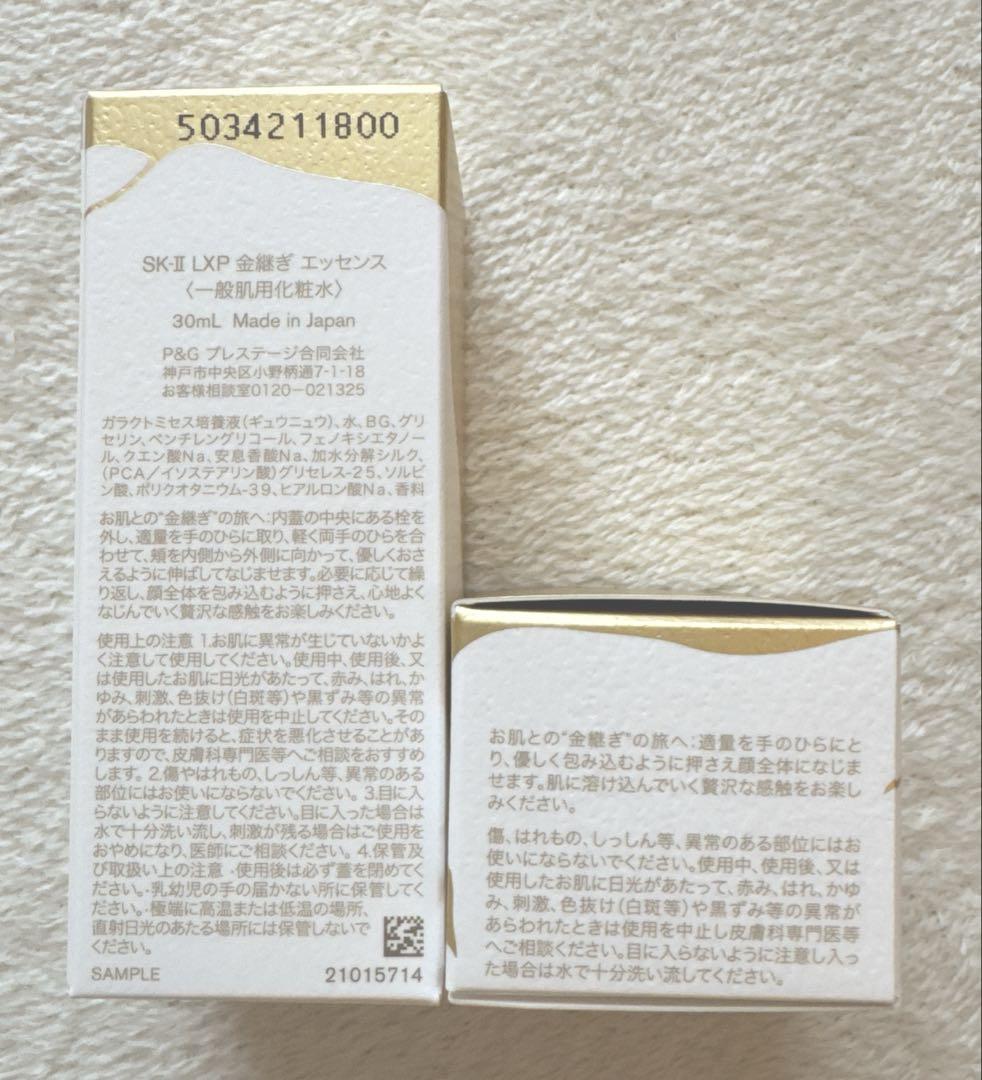 5034211800
SK-II LXP 金継ぎ エッセンス
〈一般肌用化粧水〉
30mL Made in Japan
P&G プレステージ合同会社
神戸市中央区小野柄通7-1-18
お客様相談室0120-021325
ガラクトミセス培養液(ギュウニュウ)、水、BG、グリ
セリン、ペンチレングリコール、フェノキシエタノー
ル、クエン酸Na、安息香酸Na、加水分解シルク、
(PCA/イソステアリン酸)グリセレス-25、ソルビ
ン酸、ポリクオタニウム-39、ヒアルロン酸Na、香料
お肌との“金継ぎ”の旅へ:内蓋の中央にある栓を
外し、適量を手のひらに取り、軽く両手のひらを合
わせて、頬を内側から外側に向かって、優しくおさ
えるように伸ばしてなじませます。必要に応じて繰
り返し、顔全体を包み込むように押さえ、心地よく
なじんでいく贅沢な感触をお楽しみください。
使用上の注意 1.お肌に異常が生じていないかよ
く注意して使用してください。使用中、使用後、又
は使用したお肌に日光があたって、赤み、はれ、か
ゆみ、刺激、色抜け(白斑等)や黒ずみ等の異常
があらわれたときは使用を中止してください。その
まま使用を続けると、症状を悪化させることがあ
りますので、皮膚科専門医等へご相談をおすすめ
します。2.傷やはれもの、しっしん等、異常のある
部位にはお使いにならないでください。3.目に入
らないように注意してください。目に入った場合は
水で十分洗い流し、刺激が残る場合はご使用を
おやめになり、医師にご相談ください。4.保管及
び取扱い上の注意 ・使用後は必ず蓋を閉めてく
ださい。・乳幼児の手の届かない所に保管してく
ださい。・極端に高温または低温の場所、
直射日光のあたる場所には保管しないで
ください。
SAMPLE 21015714
お肌との“金継ぎ”の旅へ:適量を手のひらにと
り、優しく包み込むように押さえ顔全体になじま
せます。肌に溶け込んでいく贅沢な感触をお楽し
みください。
傷、はれもの、しっしん等、異常のある部位にはお
使いにならないでください。使用中、使用後、又は
使用したお肌に日光があたって、赤み、はれ、かゆ
み、刺激、色抜け(白斑等)や黒ずみ等の異常が
あらわれたときは使用を中止し皮膚科専門医等
へご相談ください。目に入らないように注意し入っ
た場合は水で十分洗い流してください。